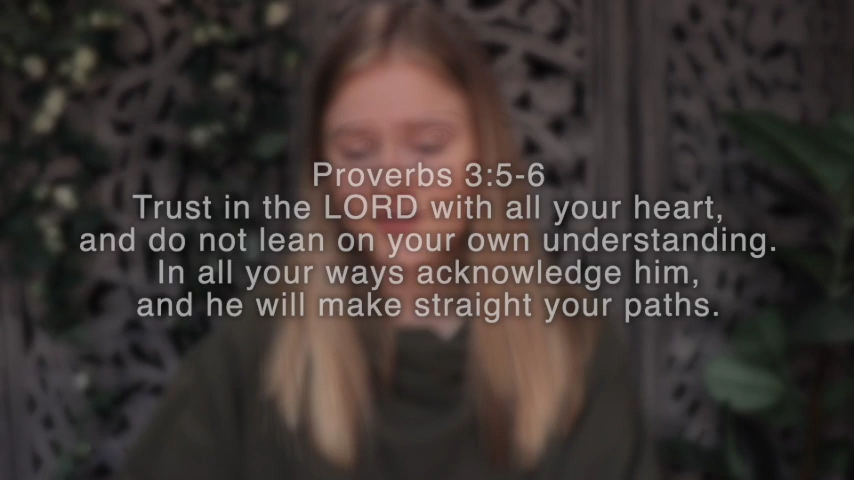 Proverbs 3:5-6
Trust in the LORD with all your heart,
and do not lean on your own understanding.
In all your ways acknowledge him,
and he will make straight your paths.